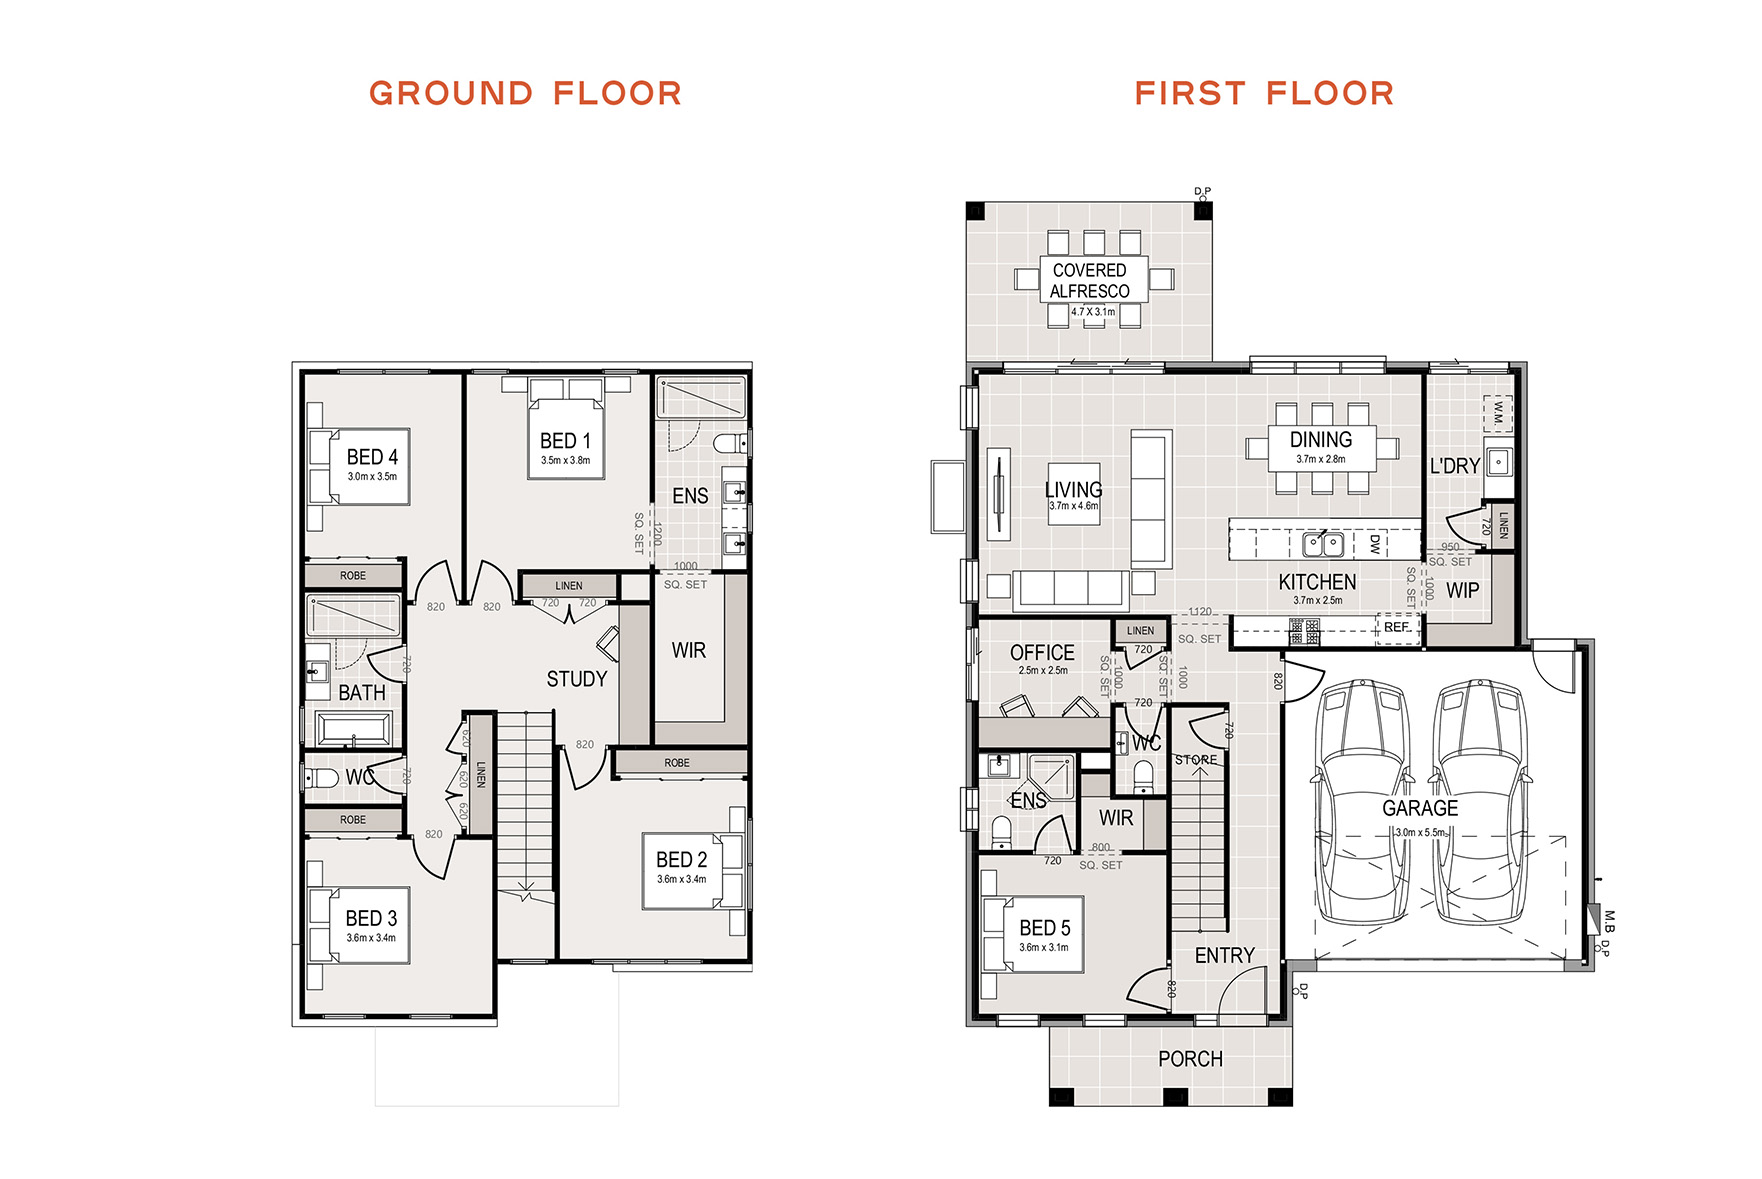 GROUND FLOOR
BED 4
3.0m x 3.5m
BED 1
3.5m x 3.8m
ENS
SQ. SET
1200
1000
SQ. SET
ROBE
820
820
LINEN
720
720
WIR
720
STUDY
BATH
820
WC
720
620
620
620
LINEN
ROBE
ROBE
820
BED 2
3.6m x 3.4m
BED 3
3.6m x 3.4m
FIRST FLOOR
D.P
COVERED
ALFRESCO
4.7 X 3.1m
W.M.
DINING
3.7m x 2.8m
L'DRY
LIVING
3.7m x 4.6m
720
LINEN
DW
950
SQ. SET
KITCHEN
3.7m x 2.5m
SQ. SET
1000
WIP
1120
SQ. SET
REF.
LINEN
720
OFFICE
2.5m x 2.5m
SQ. SET
1000
SQ. SET
1000
820
720
WC
720
STORE
ENS
WIR
GARAGE
3.0m x 5.5m
720
800
SQ. SET
BED 5
3.6m x 3.1m
ENTRY
820
M.B
D.P
D.P
PORCH